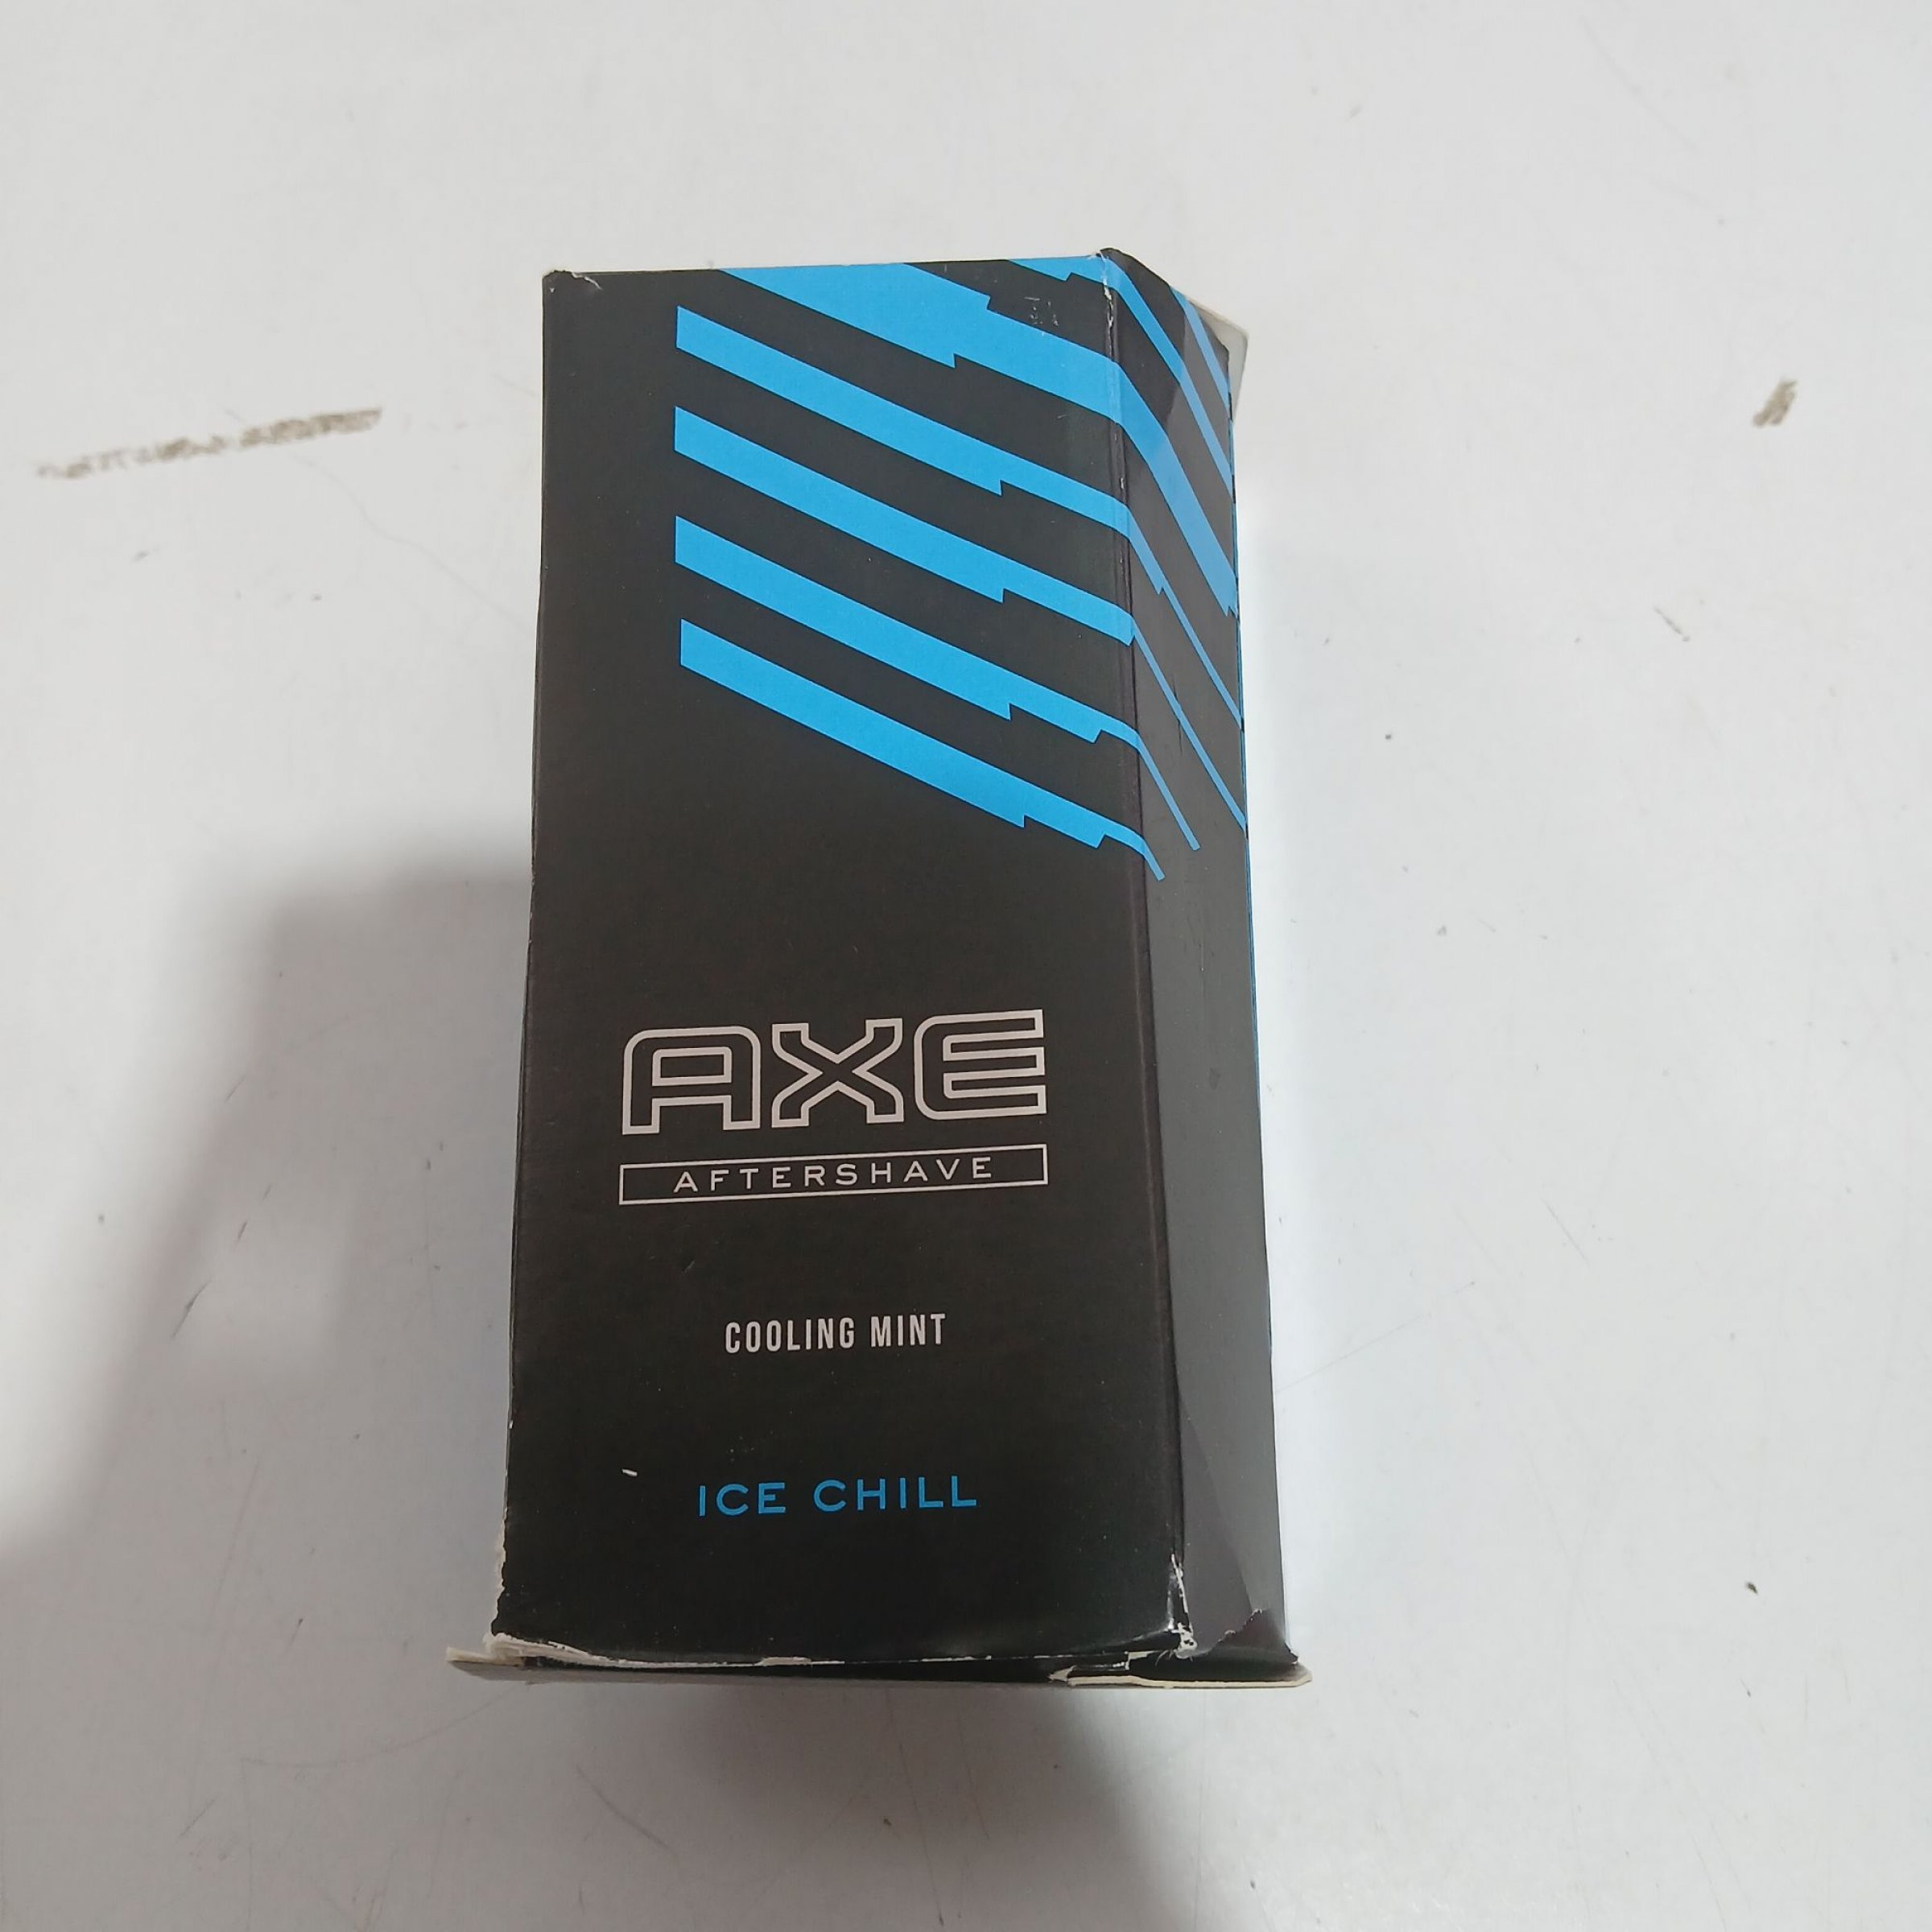 AXE
AFTERSHAVE
COOLING MINT
ICE CHILL